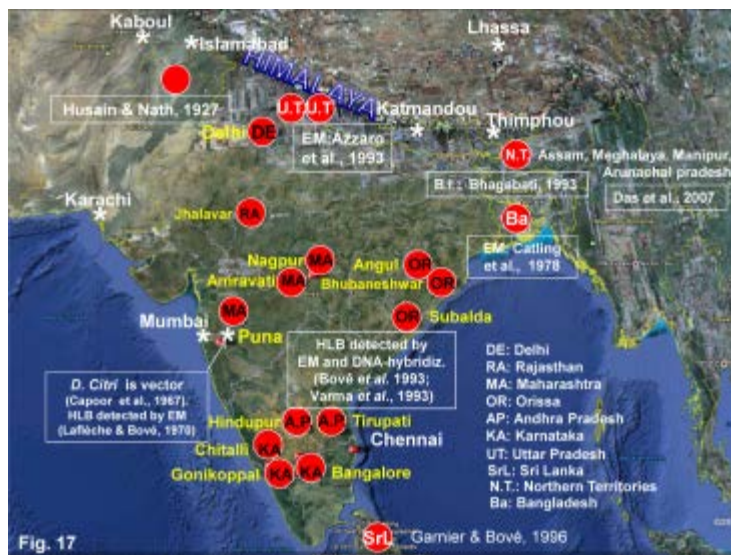 Kaboul
Islamabad
Lhassa
HIMALAYA
Husain & Nath, 1927
U.T.
U.T
Katmandou
Thimphou
Delhi
DE
EM: Azzaro
et al., 1993
N.T.
Assam, Meghalaya, Manipur,
Arunachal pradesh
B.f.: Bhagabati, 1993
Das et al., 2007
Karachi
Jhalavar
RA
Ba
EM: Catling
et al., 1978
Nagpur
MA
Amravati
MA
Angul
OR
Bhubaneshwar
OR
MA
OR
Subalda
Mumbai
Puna
HLB detected by
EM and DNA-hybridiz.
(Bové et al. 1993;
Varma et al., 1993)
D. Citri is vector
(Capoor et al., 1967).
HLB detected by EM
(Laflèche & Bové, 1970)
Hindupur
A.P.
A.P.
Tirupati
Chennai
Chitalli
KA
Gonikoppal
KA
KA
Bangalore
DE: Delhi
RA: Rajasthan
MA: Maharashtra
OR: Orissa
AP: Andhra Pradesh
KA: Karnataka
UT: Uttar Pradesh
SrL: Sri Lanka
N.T.: Northern Territories
Ba: Bangladesh
Fig. 17
SrL
Garnier & Bové, 1996